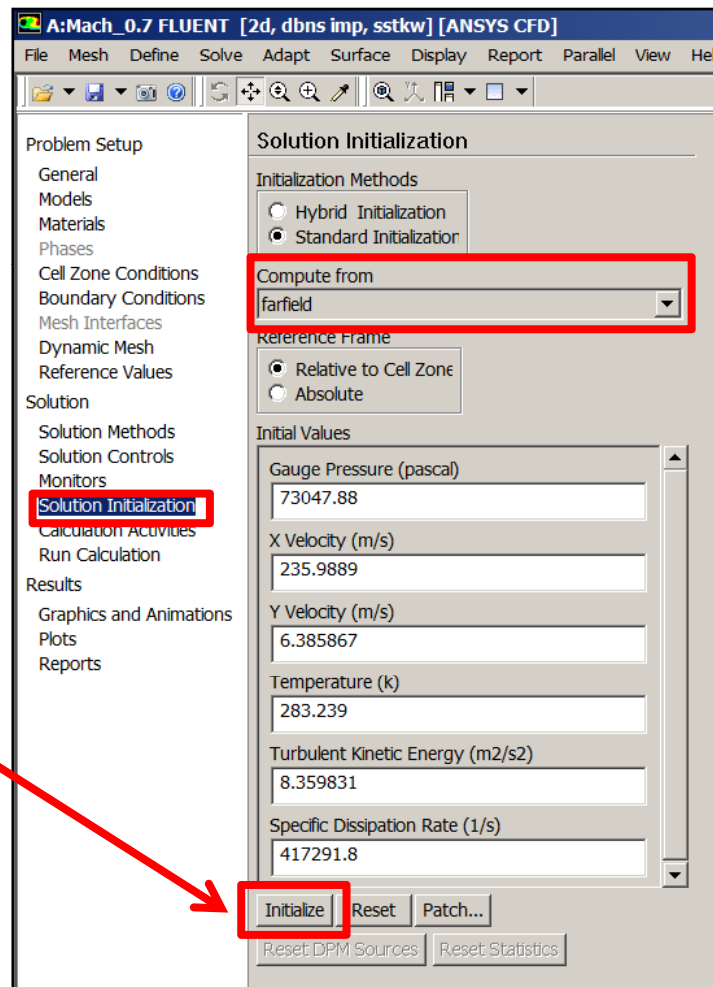 A:Mach_0.7 FLUENT [2d, dbns imp, sstkw] [ANSYS CFD]
File Mesh Define Solve Adapt Surface Display Report Parallel View Hel
Problem Setup
General
Models
Materials
Phases
Cell Zone Conditions
Boundary Conditions
Mesh Interfaces
Dynamic Mesh
Reference Values
Solution
Solution Methods
Solution Controls
Monitors
Solution Initialization
Calculation Activities
Run Calculation
Results
Graphics and Animations
Plots
Reports
Solution Initialization
Initialization Methods
Hybrid Initialization
Standard Initialization
Compute from
farfield
Reference Frame
Relative to Cell Zone
Absolute
Initial Values
Gauge Pressure (pascal)
73047.88
X Velocity (m/s)
235.9889
Y Velocity (m/s)
6.385867
Temperature (k)
283.239
Turbulent Kinetic Energy (m2/s2)
8.359831
Specific Dissipation Rate (1/s)
417291.8
Initialize Reset Patch...
Reset DPM Sources Reset Statistics